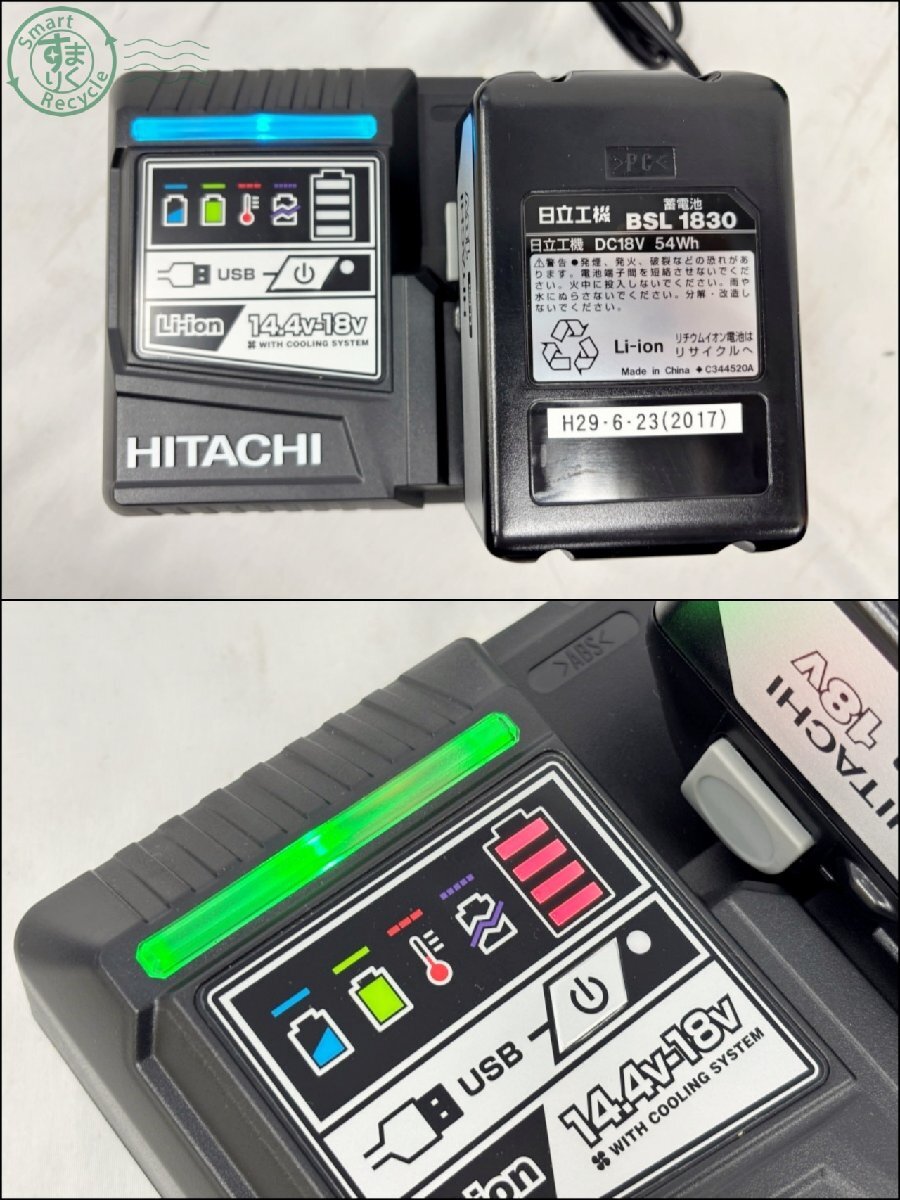 Smart
すまりく
Recycle
>PC<
蓄電池
日立工機 BSL 1830
日立工機 DC18V 54Wh
⚠警告 ●発煙、発火、破裂などの恐れがあ
ります。電池端子間を短絡させないでくだ
さい。火中に投入しないでください。雨や
水にぬらさないでください。分解・改造し
ないでください。
Li-ion
リチウムイオン電池は
リサイクルへ
Made in China ✦ C344520A
H29-6-23(2017)
USB
Li-ion
14.4v-18v
WITH COOLING SYSTEM
HITACHI
>ABS<
HITACHI
18v
USB
14.4v-18v
WITH COOLING SYSTEM
ion